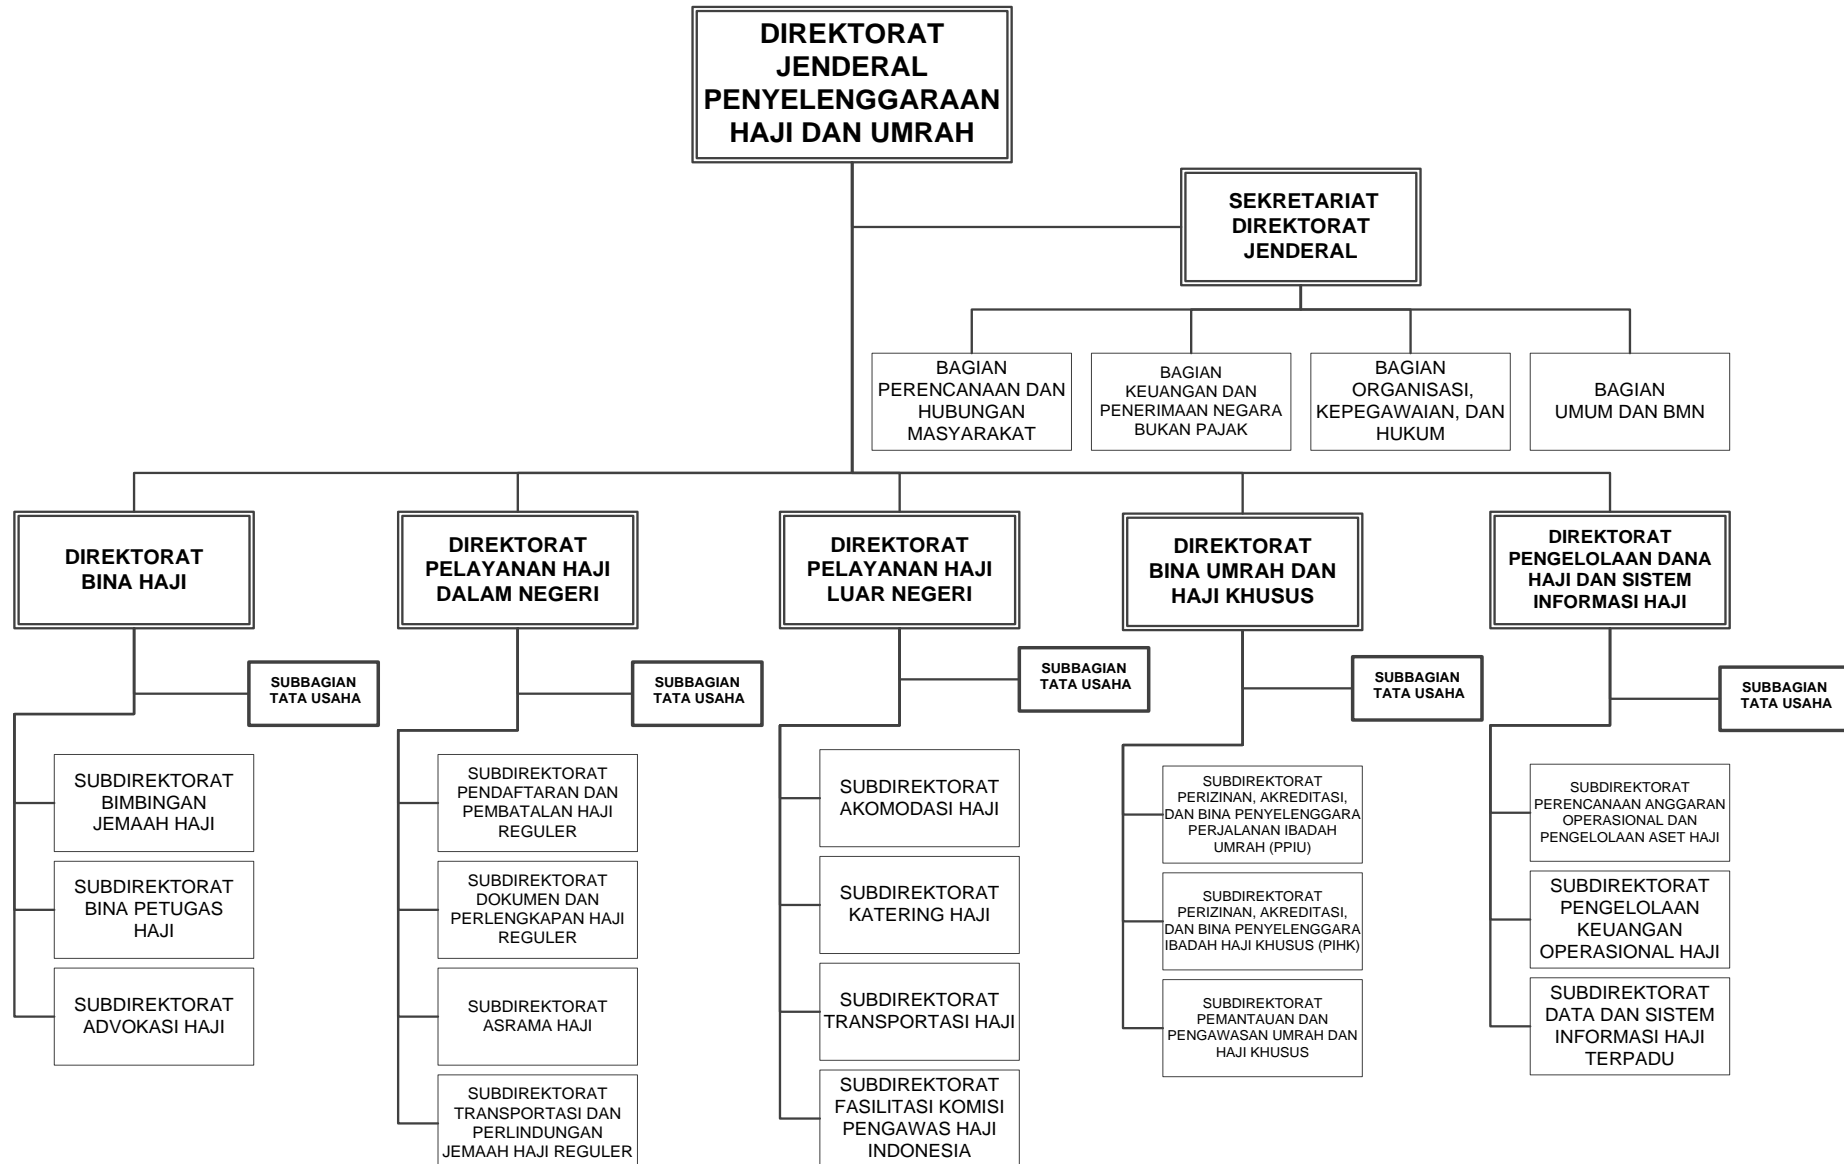 DIREKTORAT
JENDERAL
PENYELENGGARAAN
HAJI DAN UMRAH
SEKRETARIAT
DIREKTORAT
JENDERAL
BAGIAN
PERENCANAAN DAN
HUBUNGAN
MASYARAKAT
BAGIAN
KEUANGAN DAN
PENERIMAAN NEGARA
BUKAN PAJAK
BAGIAN
ORGANISASI,
KEPEGAWAIAN, DAN
HUKUM
BAGIAN
UMUM DAN BMN
DIREKTORAT
BINA HAJI
DIREKTORAT
PELAYANAN HAJI
DALAM NEGERI
DIREKTORAT
PELAYANAN HAJI
LUAR NEGERI
DIREKTORAT
BINA UMRAH DAN
HAJI KHUSUS
DIREKTORAT
PENGELOLAAN DANA
HAJI DAN SISTEM
INFORMASI HAJI
SUBBAGIAN
TATA USAHA
SUBBAGIAN
TATA USAHA
SUBBAGIAN
TATA USAHA
SUBBAGIAN
TATA USAHA
SUBBAGIAN
TATA USAHA
SUBDIREKTORAT
BIMBINGAN
JEMAAH HAJI
SUBDIREKTORAT
BINA PETUGAS
HAJI
SUBDIREKTORAT
ADVOKASI HAJI
SUBDIREKTORAT
PENDAFTARAN DAN
PEMBATALAN HAJI
REGULER
SUBDIREKTORAT
DOKUMEN DAN
PERLENGKAPAN HAJI
REGULER
SUBDIREKTORAT
ASRAMA HAJI
SUBDIREKTORAT
TRANSPORTASI DAN
PERLINDUNGAN
JEMAAH HAJI REGULER
SUBDIREKTORAT
AKOMODASI HAJI
SUBDIREKTORAT
KATERING HAJI
SUBDIREKTORAT
TRANSPORTASI HAJI
SUBDIREKTORAT
FASILITASI KOMISI
PENGAWAS HAJI
INDONESIA
SUBDIREKTORAT
PERIZINAN, AKREDITASI,
DAN BINA PENYELENGGARA
PERJALANAN IBADAH
UMRAH (PPIU)
SUBDIREKTORAT
PERIZINAN, AKREDITASI,
DAN BINA PENYELENGGARA
IBADAH HAJI KHUSUS (PIHK)
SUBDIREKTORAT
PEMANTAUAN DAN
PENGAWASAN UMRAH DAN
HAJI KHUSUS
SUBDIREKTORAT
PERENCANAAN ANGGARAN
OPERASIONAL DAN
PENGELOLAAN ASET HAJI
SUBDIREKTORAT
PENGELOLAAN
KEUANGAN
OPERASIONAL HAJI
SUBDIREKTORAT
DATA DAN SISTEM
INFORMASI HAJI
TERPADU